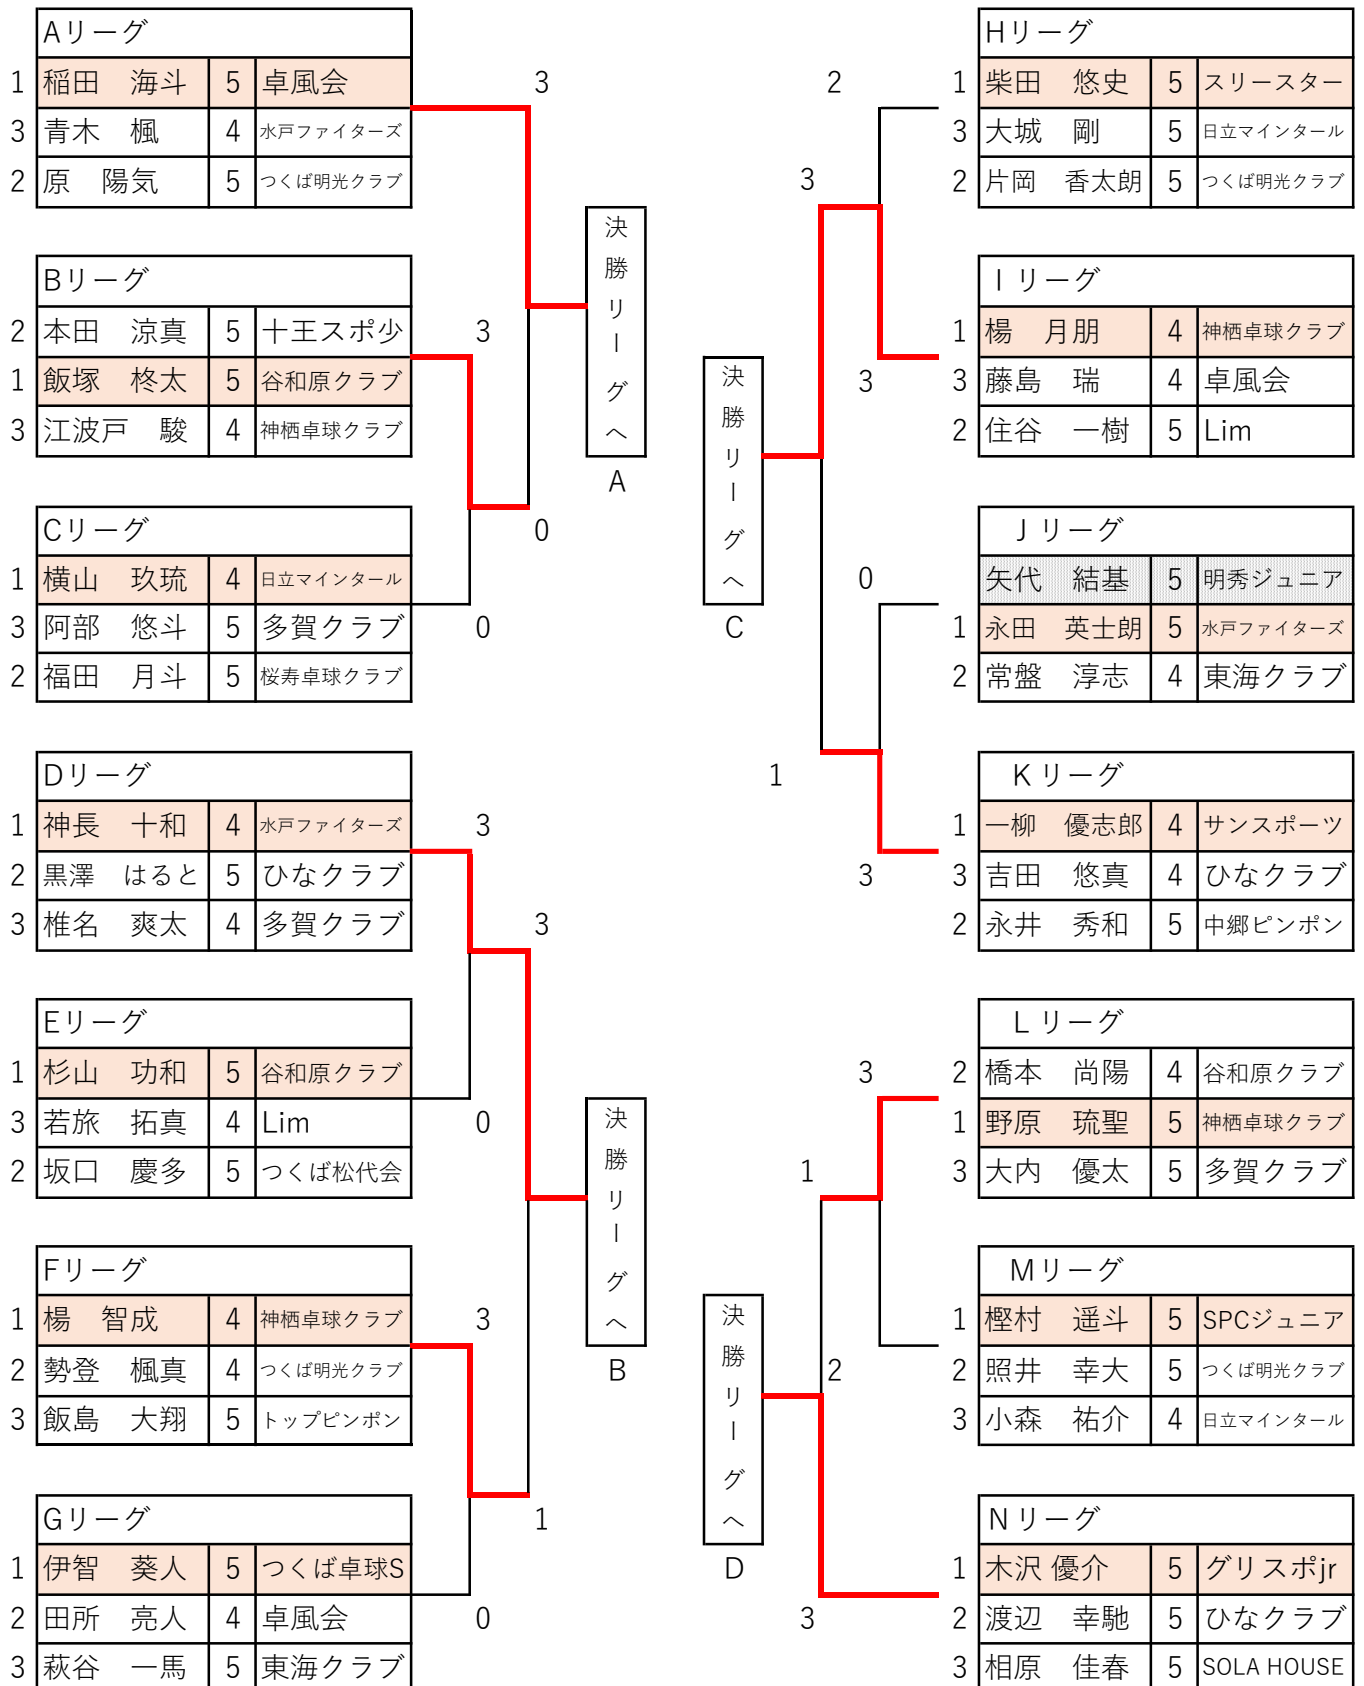 Aリーグ
1 稲田　海斗 5 卓風会
3 青木　楓 4 水戸ファイターズ
2 原　陽気 5 つくば明光クラブ
3
Bリーグ
2 本田　涼真 5 十王スポ少
1 飯塚　柊太 5 谷和原クラブ
3 江波戸　駿 4 神栖卓球クラブ
3
Cリーグ
1 横山　玖琉 4 日立マインタール
3 阿部　悠斗 5 多賀クラブ
2 福田　月斗 5 桜寿卓球クラブ
0
0
決勝リーグへ
A
Dリーグ
1 神長　十和 4 水戸ファイターズ
2 黒澤　はると 5 ひなクラブ
3 椎名　爽太 4 多賀クラブ
3
3
Eリーグ
1 杉山　功和 5 谷和原クラブ
3 若旅　拓真 4 Lim
2 坂口　慶多 5 つくば松代会
0
Fリーグ
1 楊　智成 4 神栖卓球クラブ
2 勢登　楓真 4 つくば明光クラブ
3 飯島　大翔 5 トップピンポン
3
Gリーグ
1 伊智　葵人 5 つくば卓球S
2 田所　亮人 4 卓風会
3 萩谷　一馬 5 東海クラブ
1
0
決勝リーグへ
B
Hリーグ
1 柴田　悠史 5 スリースター
3 大城　剛 5 日立マインタール
2 片岡　香太朗 5 つくば明光クラブ
2
3
Iリーグ
1 楊　月朋 4 神栖卓球クラブ
3 藤島　瑞 4 卓風会
2 住谷　一樹 5 Lim
3
決勝リーグへ
C
Jリーグ
矢代　結基 5 明秀ジュニア
1 永田　英士朗 5 水戸ファイターズ
2 常盤　淳志 4 東海クラブ
0
Kリーグ
1 一柳　優志郎 4 サンスポーツ
3 吉田　悠真 4 ひなクラブ
2 永井　秀和 5 中郷ピンポン
1
3
Lリーグ
2 橋本　尚陽 4 谷和原クラブ
1 野原　琉聖 5 神栖卓球クラブ
3 大内　優太 5 多賀クラブ
3
1
Mリーグ
1 樫村　遥斗 5 SPCジュニア
2 照井　幸大 5 つくば明光クラブ
3 小森　祐介 4 日立マインタール
2
決勝リーグへ
D
Nリーグ
1 木沢 優介 5 グリスポjr
2 渡辺　幸馳 5 ひなクラブ
3 相原　佳春 5 SOLA HOUSE
3